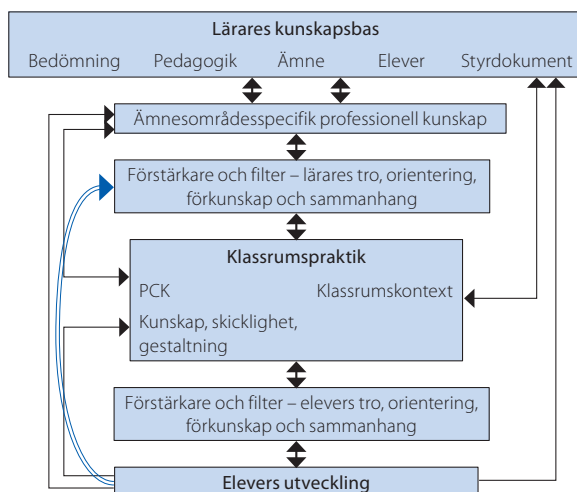 Lärares kunskapsbas
Bedömning Pedagogik Ämne Elever Styrdokument
Ämnesområdesspecifik professionell kunskap
Förstärkare och filter – lärares tro, orientering,
förkunskap och sammanhang
Klassrumspraktik
PCK Klassrumskontext
Kunskap, skicklighet,
gestaltning
Förstärkare och filter – elevers tro, orientering,
förkunskap och sammanhang
Elevers utveckling